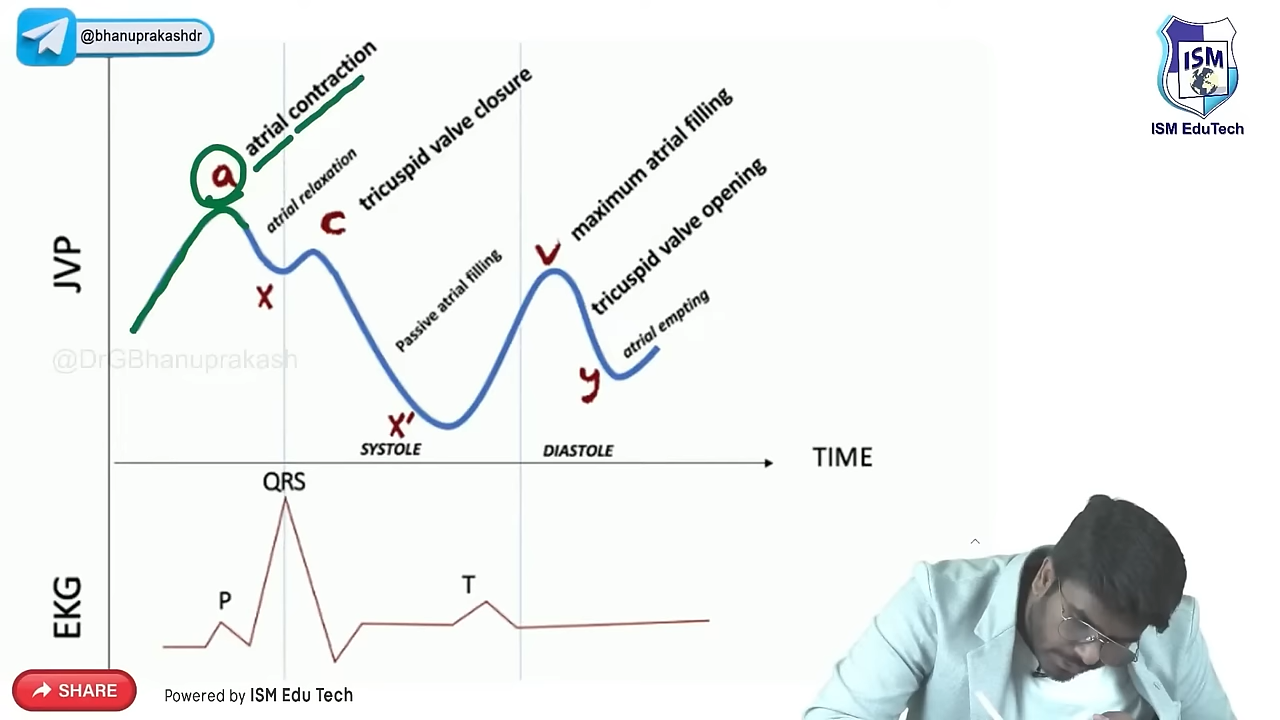 @bhanuprakashdr
ISM
ISM EduTech
atrial contraction
a
atrial relaxation
tricuspid valve closure
c
x
Passive atrial filling
x'
maximum atrial filling
v
tricuspid valve opening
atrial empting
y
JVP
@DrGBhanuprakash
SYSTOLE
DIASTOLE
TIME
QRS
P
T
EKG
SHARE
Powered by ISM Edu Tech